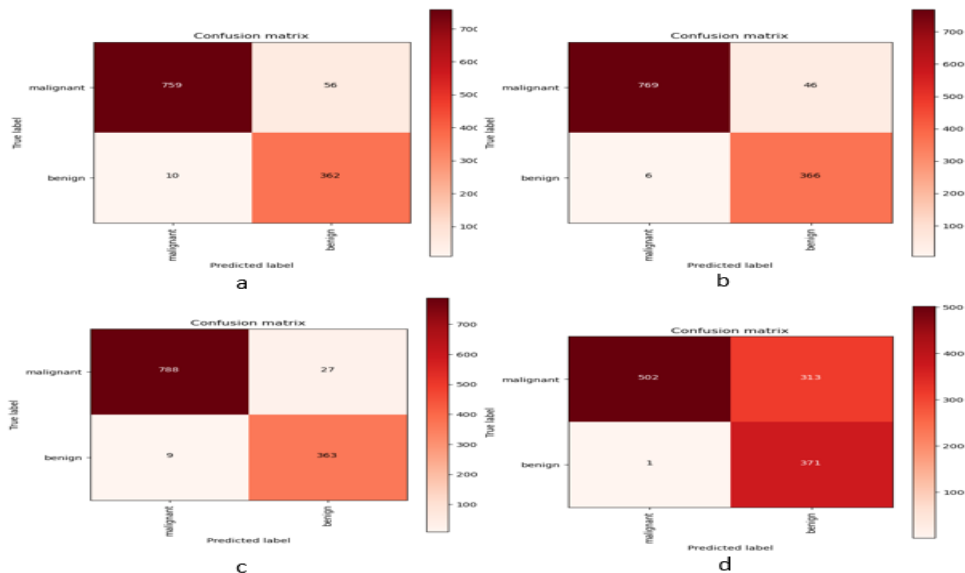 Confusion matrix
malignant 759 56
benign 10 362
True label
malignant benign
Predicted label
700
600
500
400
300
200
100
a
Confusion matrix
malignant 769 46
benign 6 366
True label
malignant benign
Predicted label
700
600
500
400
300
200
100
b
Confusion matrix
malignant 788 27
benign 9 363
True label
malignant benign
Predicted label
700
600
500
400
300
200
100
c
Confusion matrix
malignant 502 313
benign 1 371
True label
malignant benign
Predicted label
500
400
300
200
100
d